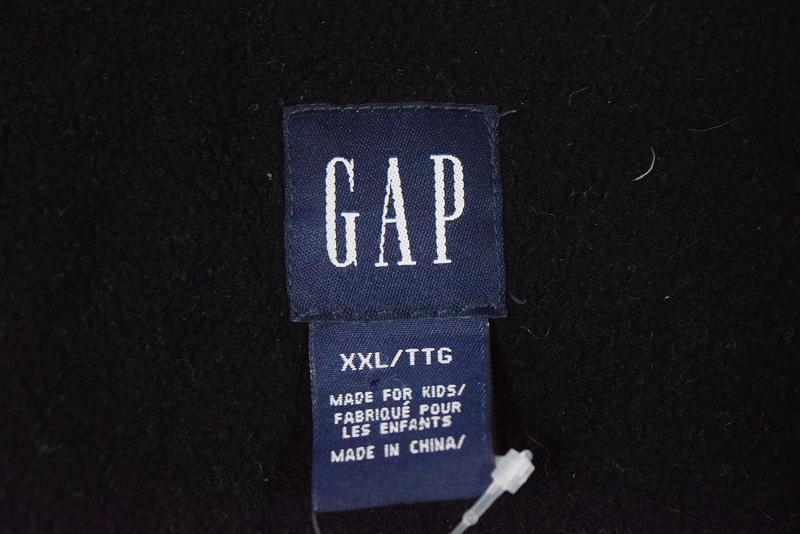 GAP
XXL/TTG
MADE FOR KIDS/
FABRIQUÉ POUR
LES ENFANTS
MADE IN CHINA/